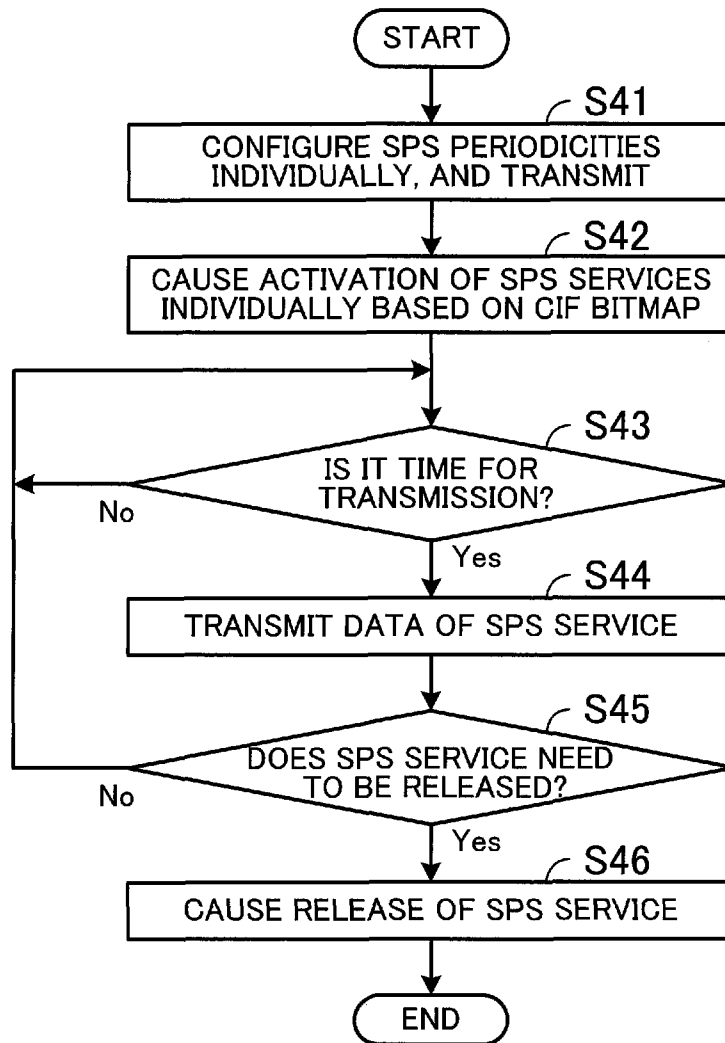 START
S41
CONFIGURE SPS PERIODICITIES
INDIVIDUALLY, AND TRANSMIT
S42
CAUSE ACTIVATION OF SPS SERVICES
INDIVIDUALLY BASED ON CIF BITMAP
S43
IS IT TIME FOR
TRANSMISSION?
No
Yes
S44
TRANSMIT DATA OF SPS SERVICE
S45
DOES SPS SERVICE NEED
TO BE RELEASED?
No
Yes
S46
CAUSE RELEASE OF SPS SERVICE
END